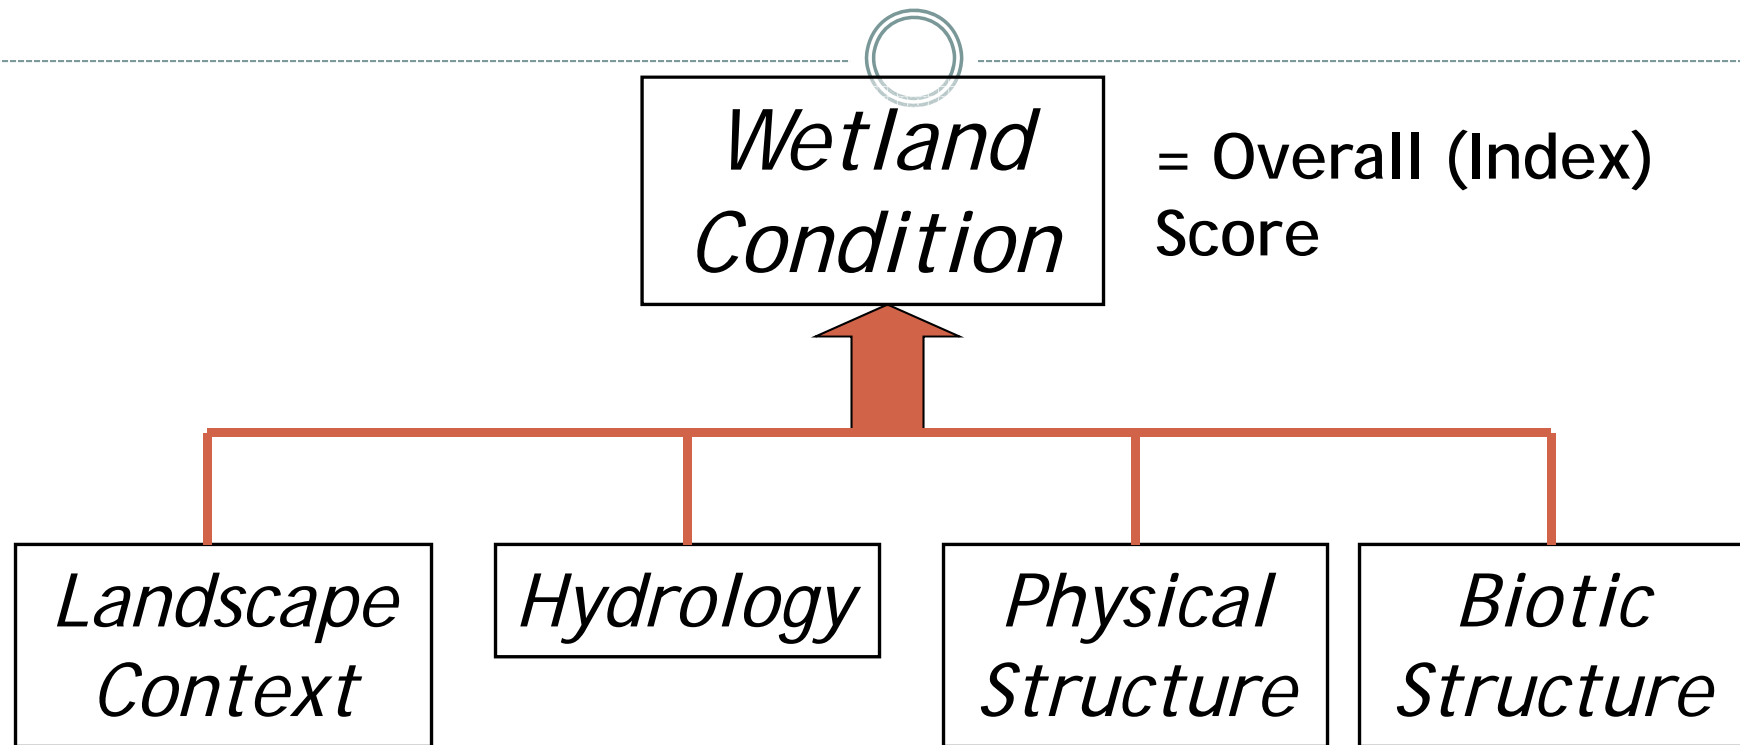 Wetland
Condition
= Overall (Index)
Score
Landscape
Context
Hydrology
Physical
Structure
Biotic
Structure